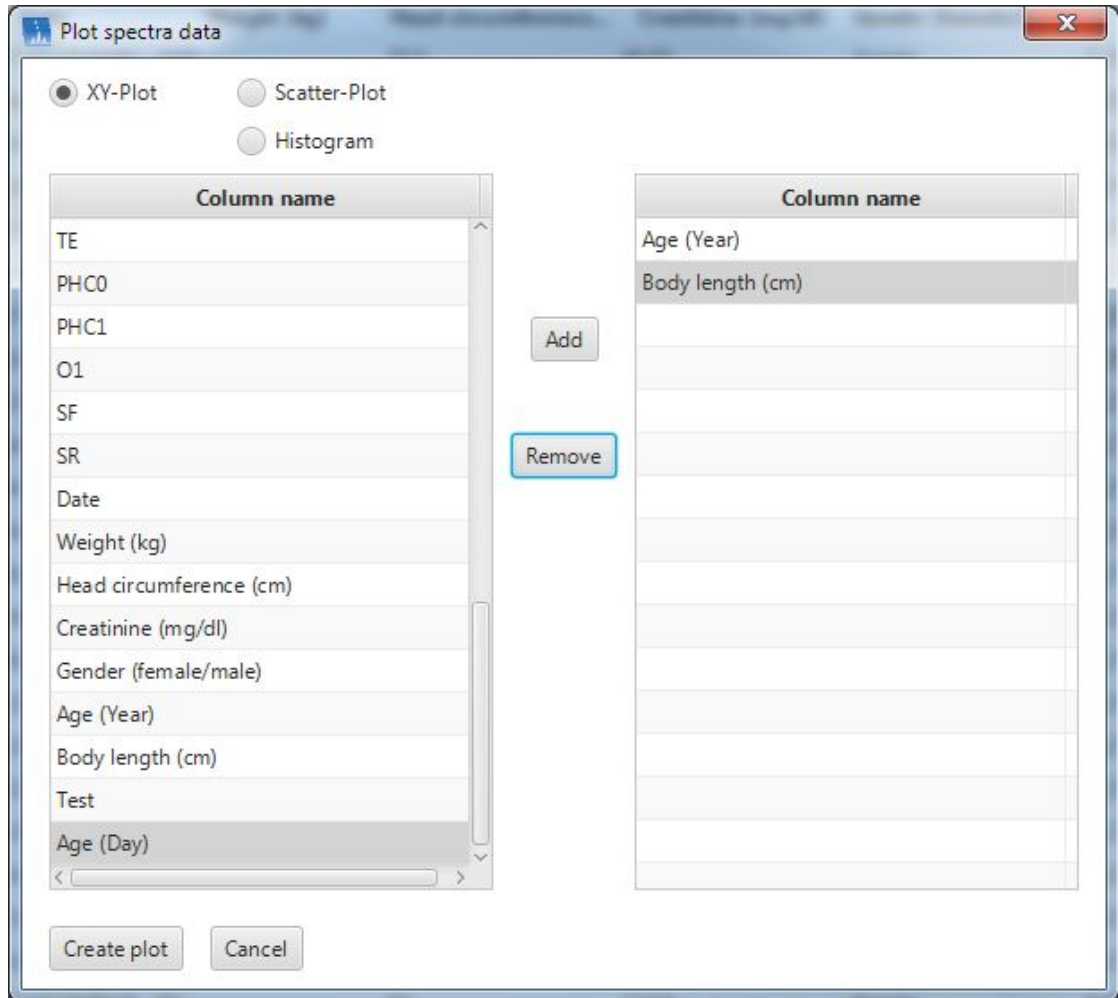 Plot spectra data
XY-Plot Scatter-Plot
Histogram
Column name
TE
PHC0
PHC1
O1
SF
SR
Date
Weight (kg)
Head circumference (cm)
Creatinine (mg/dl)
Gender (female/male)
Age (Year)
Body length (cm)
Test
Age (Day)
Add
Remove
Column name
Age (Year)
Body length (cm)
Create plot Cancel